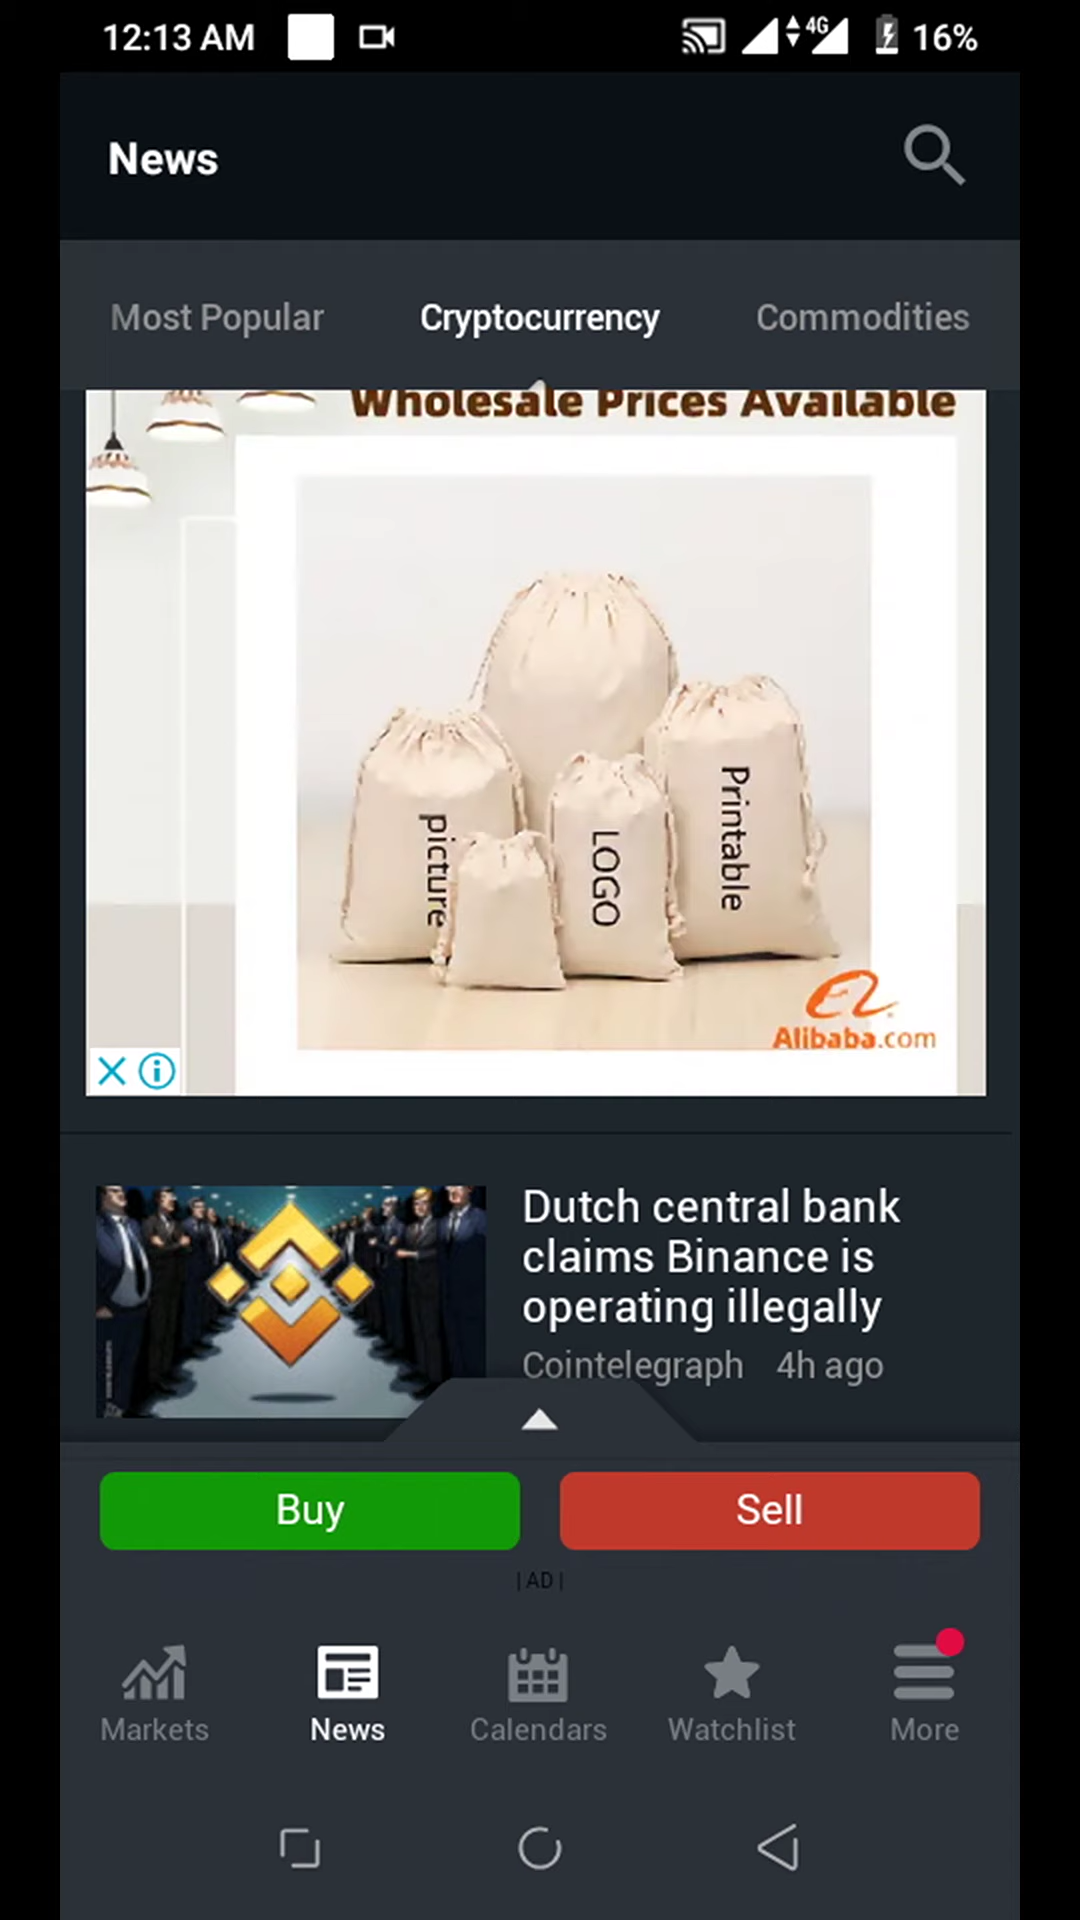 12:13 AM
4G
16%
News
Most Popular
Cryptocurrency
Commodities
Wholesale Prices Available
picture
LOGO
Printable
Alibaba.com
Dutch central bank
claims Binance is
operating illegally
Cointelegraph 4h ago
Buy
Sell
| AD |
Markets
News
Calendars
Watchlist
More